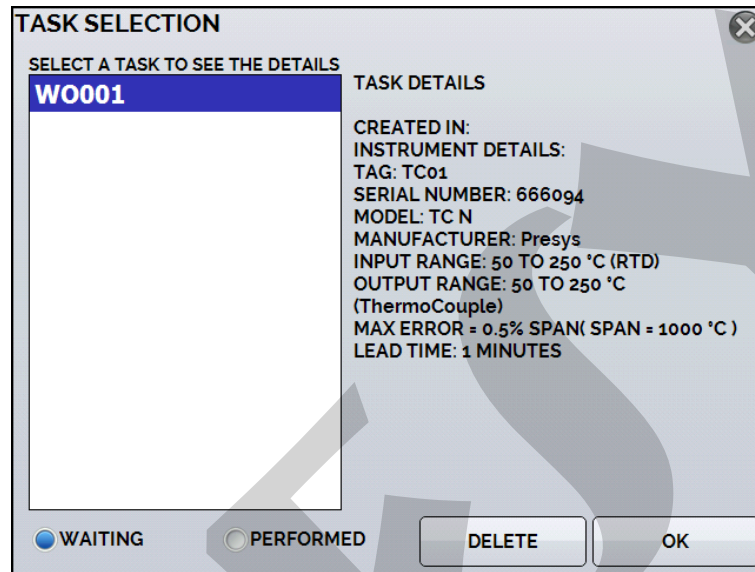 TASK SELECTION
SELECT A TASK TO SEE THE DETAILS
WO001
TASK DETAILS
CREATED IN:
INSTRUMENT DETAILS:
TAG: TC01
SERIAL NUMBER: 666094
MODEL: TC N
MANUFACTURER: Presys
INPUT RANGE: 50 TO 250 °C (RTD)
OUTPUT RANGE: 50 TO 250 °C
(ThermoCouple)
MAX ERROR = 0.5% SPAN( SPAN = 1000 °C )
LEAD TIME: 1 MINUTES
WAITING
PERFORMED
DELETE
OK